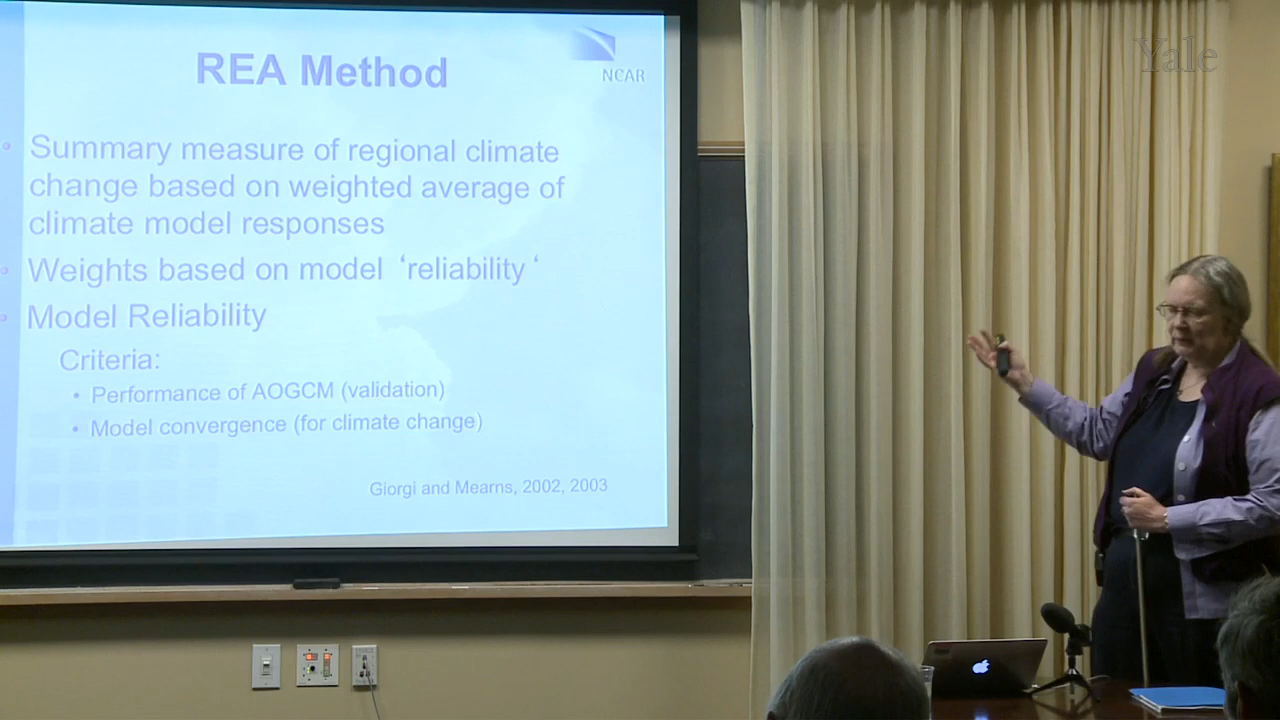 Yale
REA Method
NCAR
• Summary measure of regional climate
change based on weighted average of
climate model responses
• Weights based on model ‘reliability‘
• Model Reliability
Criteria:
• Performance of AOGCM (validation)
• Model convergence (for climate change)
Giorgi and Mearns, 2002, 2003